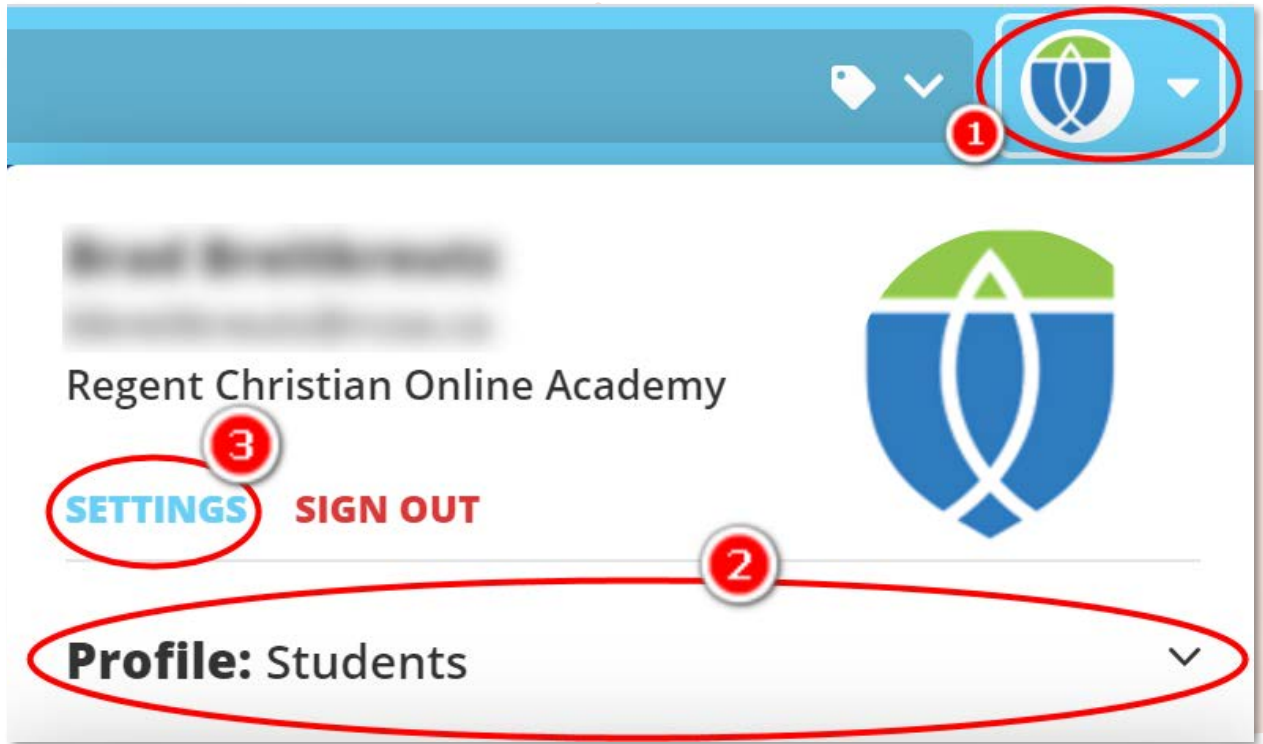 1
Regent Christian Online Academy
3
SETTINGS SIGN OUT
2
Profile: Students